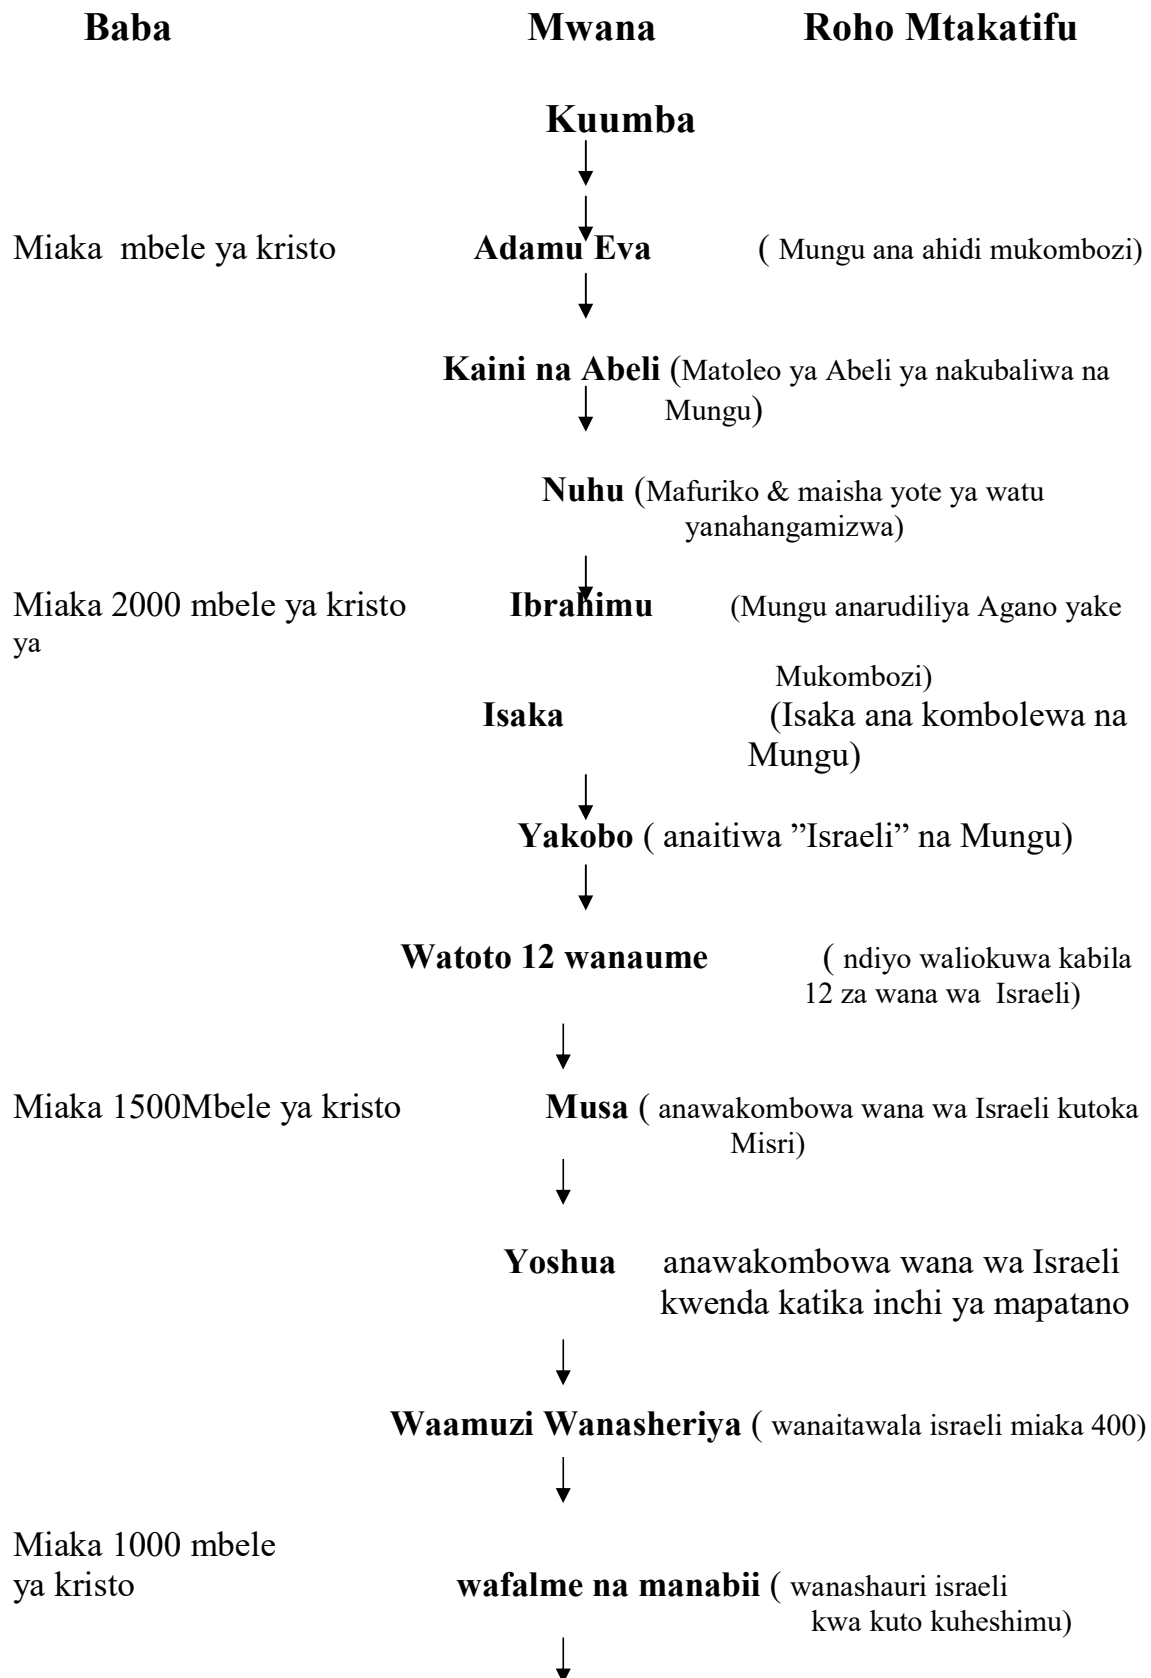 Baba Mwana Roho Mtakatifu
Kuumba
Miaka mbele ya kristo Adamu Eva ( Mungu ana ahidi mukombozi)
Kaini na Abeli (Matoleo ya Abeli ya nakubaliwa na
Mungu)
Nuhu (Mafuriko & maisha yote ya watu
yanahangamizwa)
Miaka 2000 mbele ya kristo Ibrahimu (Mungu anarudiliya Agano yake
ya
Mukombozi)
Isaka (Isaka ana kombolewa na
Mungu)
Yakobo ( anaitiwa ”Israeli” na Mungu)
Watoto 12 wanaume ( ndiyo waliokuwa kabila
12 za wana wa Israeli)
Miaka 1500Mbele ya kristo Musa ( anawakombowa wana wa Israeli kutoka
Misri)
Yoshua anawakombowa wana wa Israeli
kwenda katika inchi ya mapatano
Waamuzi Wanasheriya ( wanaitawala israeli miaka 400)
Miaka 1000 mbele
ya kristo wafalme na manabii ( wanashauri israeli
kwa kuto kuheshimu)